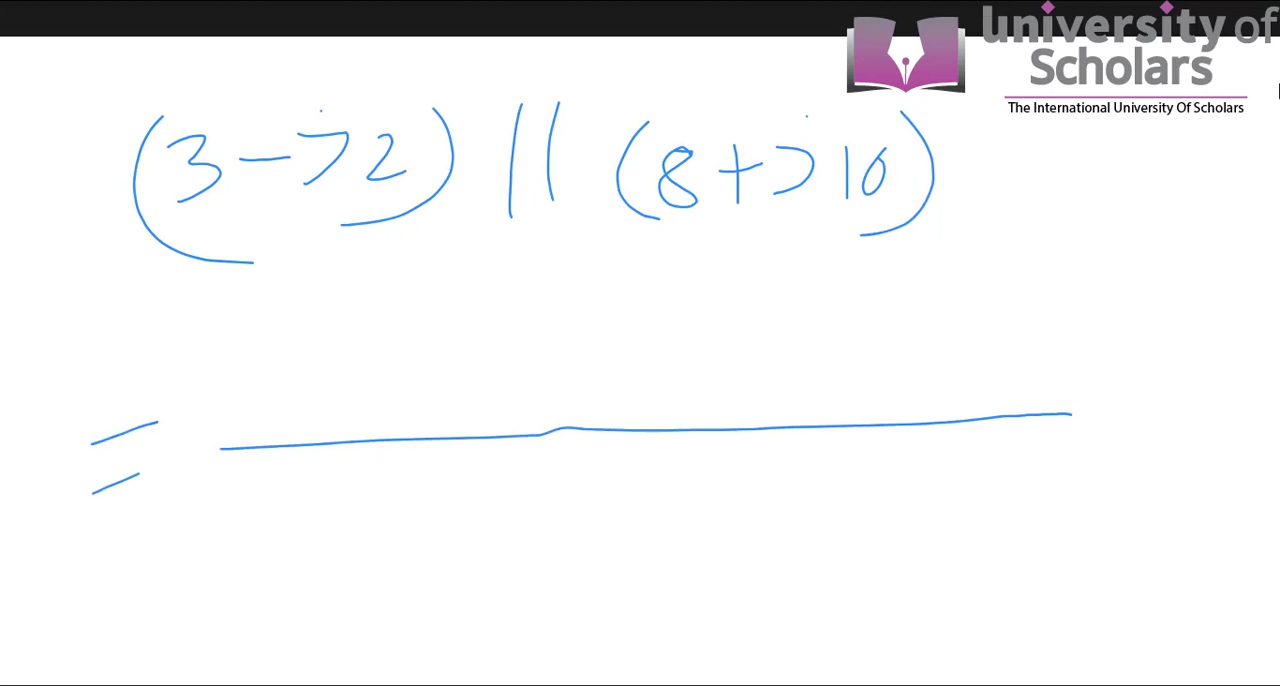 University of
Scholars
The International University Of Scholars
(3 - j2) || (8 + j10)
=